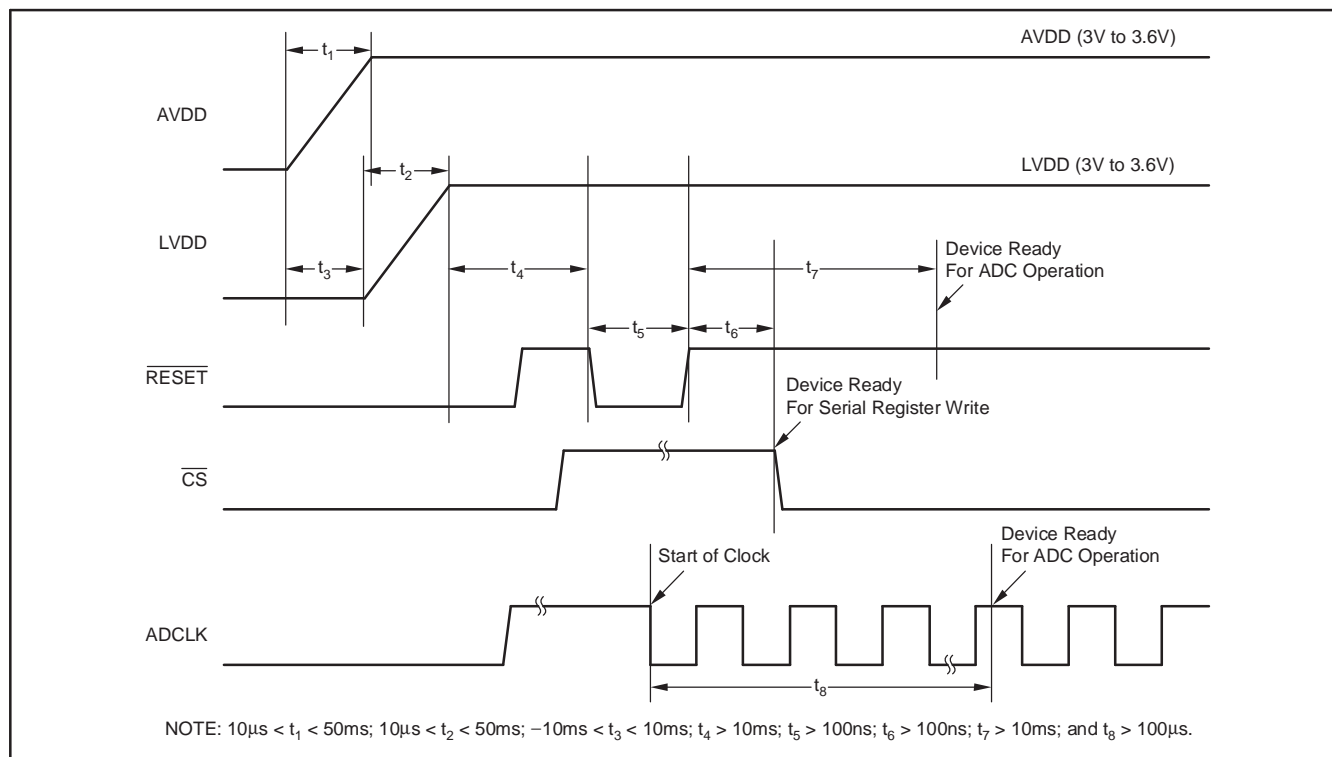 AVDD (3V to 3.6V)
t1
AVDD
t2
LVDD (3V to 3.6V)
LVDD
t3
t4
t7
Device Ready
For ADC Operation
t5
t6
RESET
Device Ready
For Serial Register Write
CS
Start of Clock
Device Ready
For ADC Operation
ADCLK
t8
NOTE: 10μs < t1 < 50ms; 10μs < t2 < 50ms; −10ms < t3 < 10ms; t4 > 10ms; t5 > 100ns; t6 > 100ns; t7 > 10ms; and t8 > 100μs.